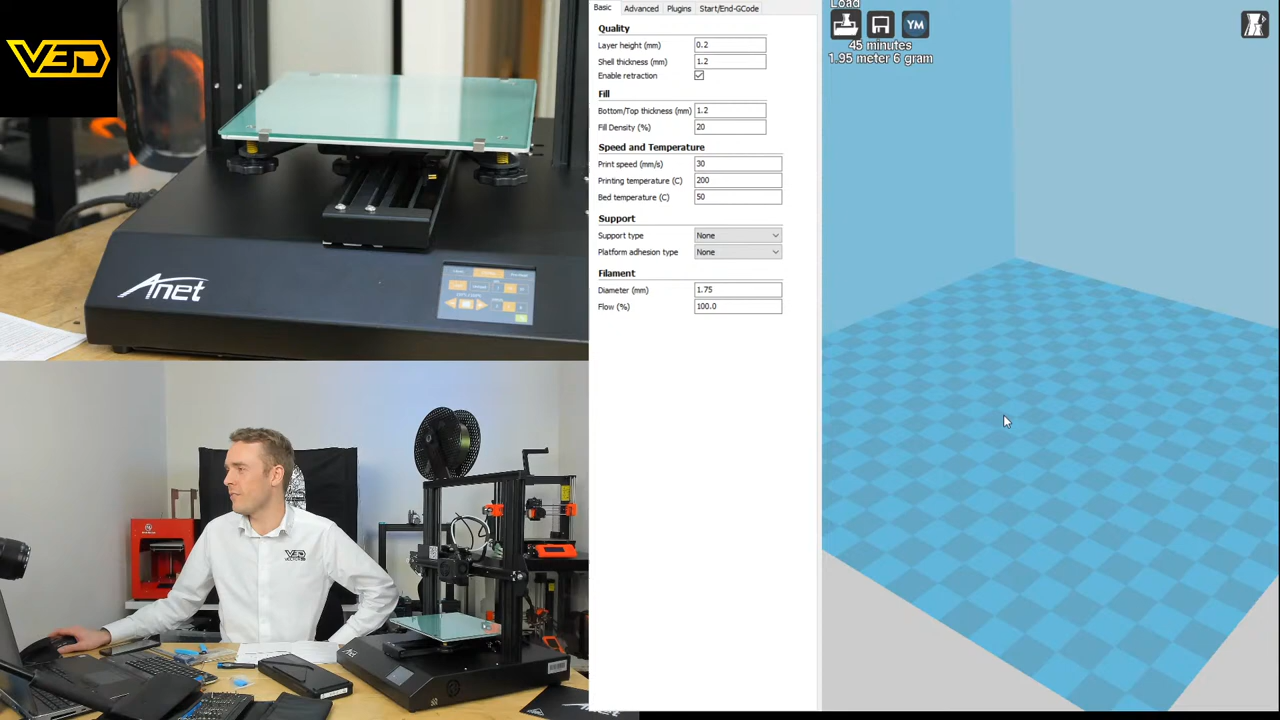 V3D
Anet
V3D
Anet
Basic Advanced Plugins Start/End-GCode
Quality
Layer height (mm) 0.2
Shell thickness (mm) 1.2
Enable retraction
Fill
Bottom/Top thickness (mm) 1.2
Fill Density (%) 20
Speed and Temperature
Print speed (mm/s) 30
Printing temperature (C) 200
Bed temperature (C) 50
Support
Support type None
Platform adhesion type None
Filament
Diameter (mm) 1.75
Flow (%) 100.0
Load
YM
45 minutes
1.95 meter 6 gram